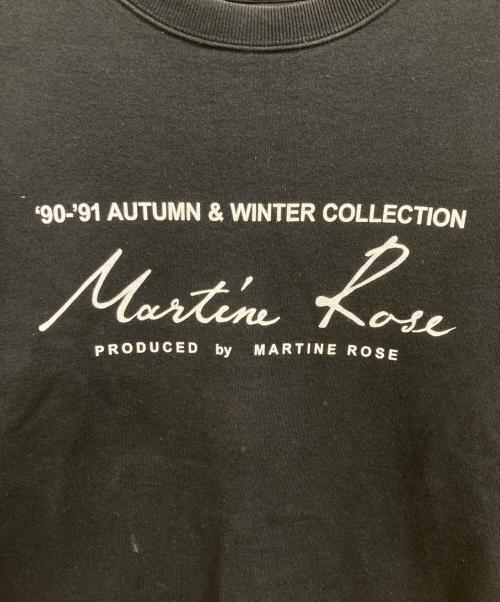 ‘90-’91 AUTUMN & WINTER COLLECTION
Martine Rose
PRODUCED by MARTINE ROSE